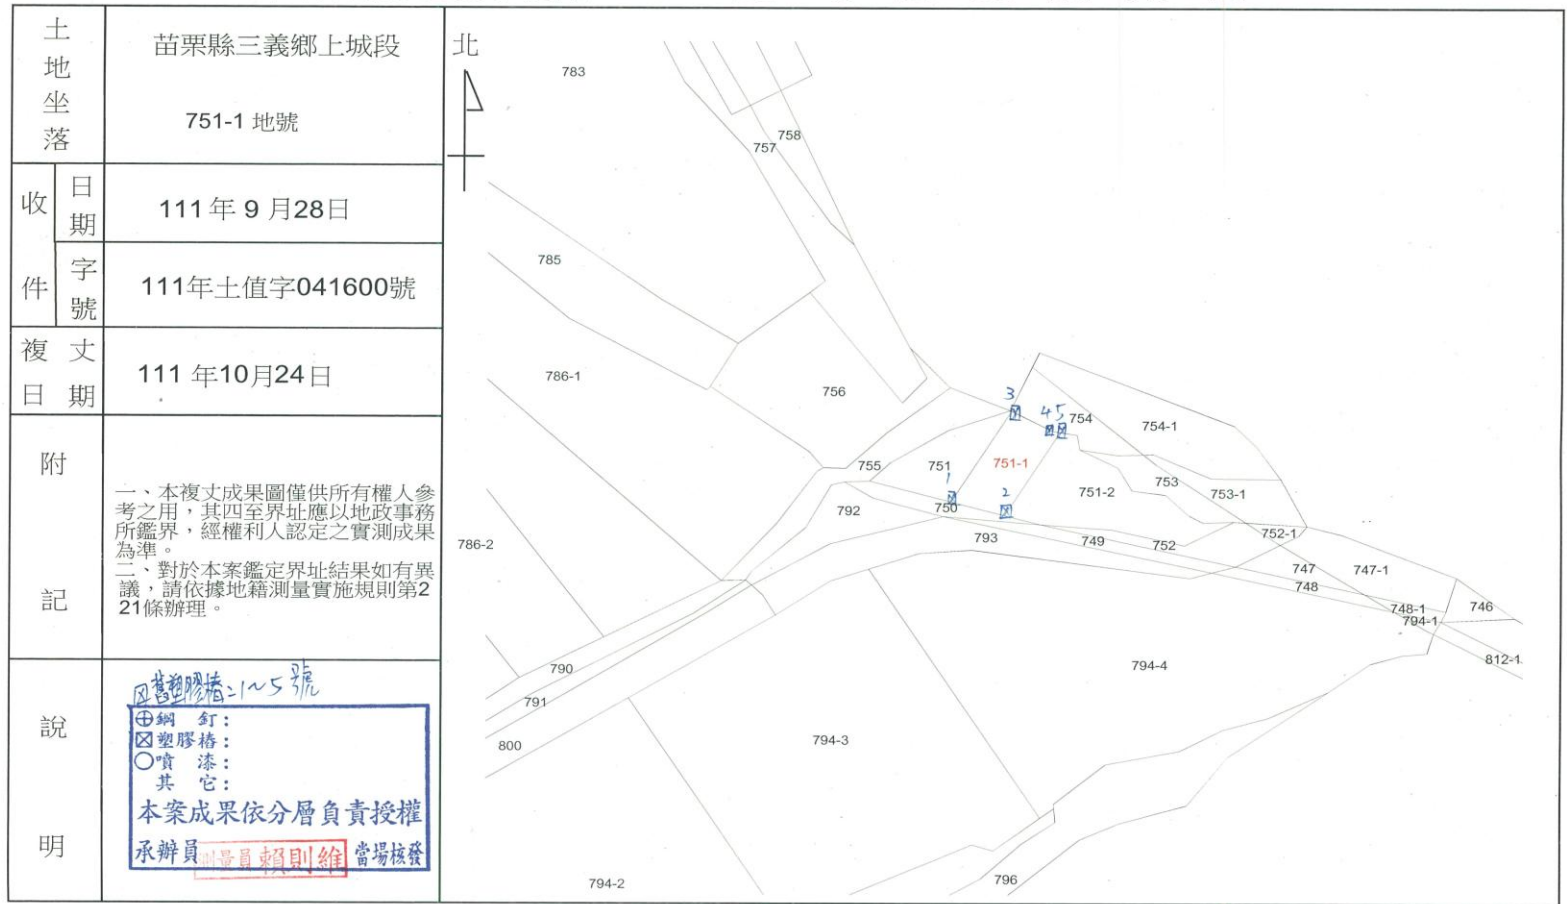 土地坐落
苗栗縣三義鄉上城段
751-1 地號
收件
日期
111年 9 月28日
字號
111年土值字041600號
複丈日期
111 年10月24日
附記
一、本複丈成果圖僅供所有權人參
考之用，其四至界址應以地政事務
所鑑界，經權利人認定之實測成果
為準。
二、對於本案鑑定界址結果如有異
議，請依據地籍測量實施規則第2
21條辦理。
說明
舊塑膠樁:1~5號
鋼 釘：
塑膠樁：
噴 漆：
其 它：
本案成果依分層負責授權
承辦員 測量員賴則維 當場核發
北
783
758
757
785
786-1
756
3
4 5
754
754-1
755
751
751-1
1
2
751-2
753
753-1
792
750
793
749
752
752-1
786-2
747
747-1
748
748-1
746
794-1
812-1
790
794-4
791
800
794-3
794-2
796